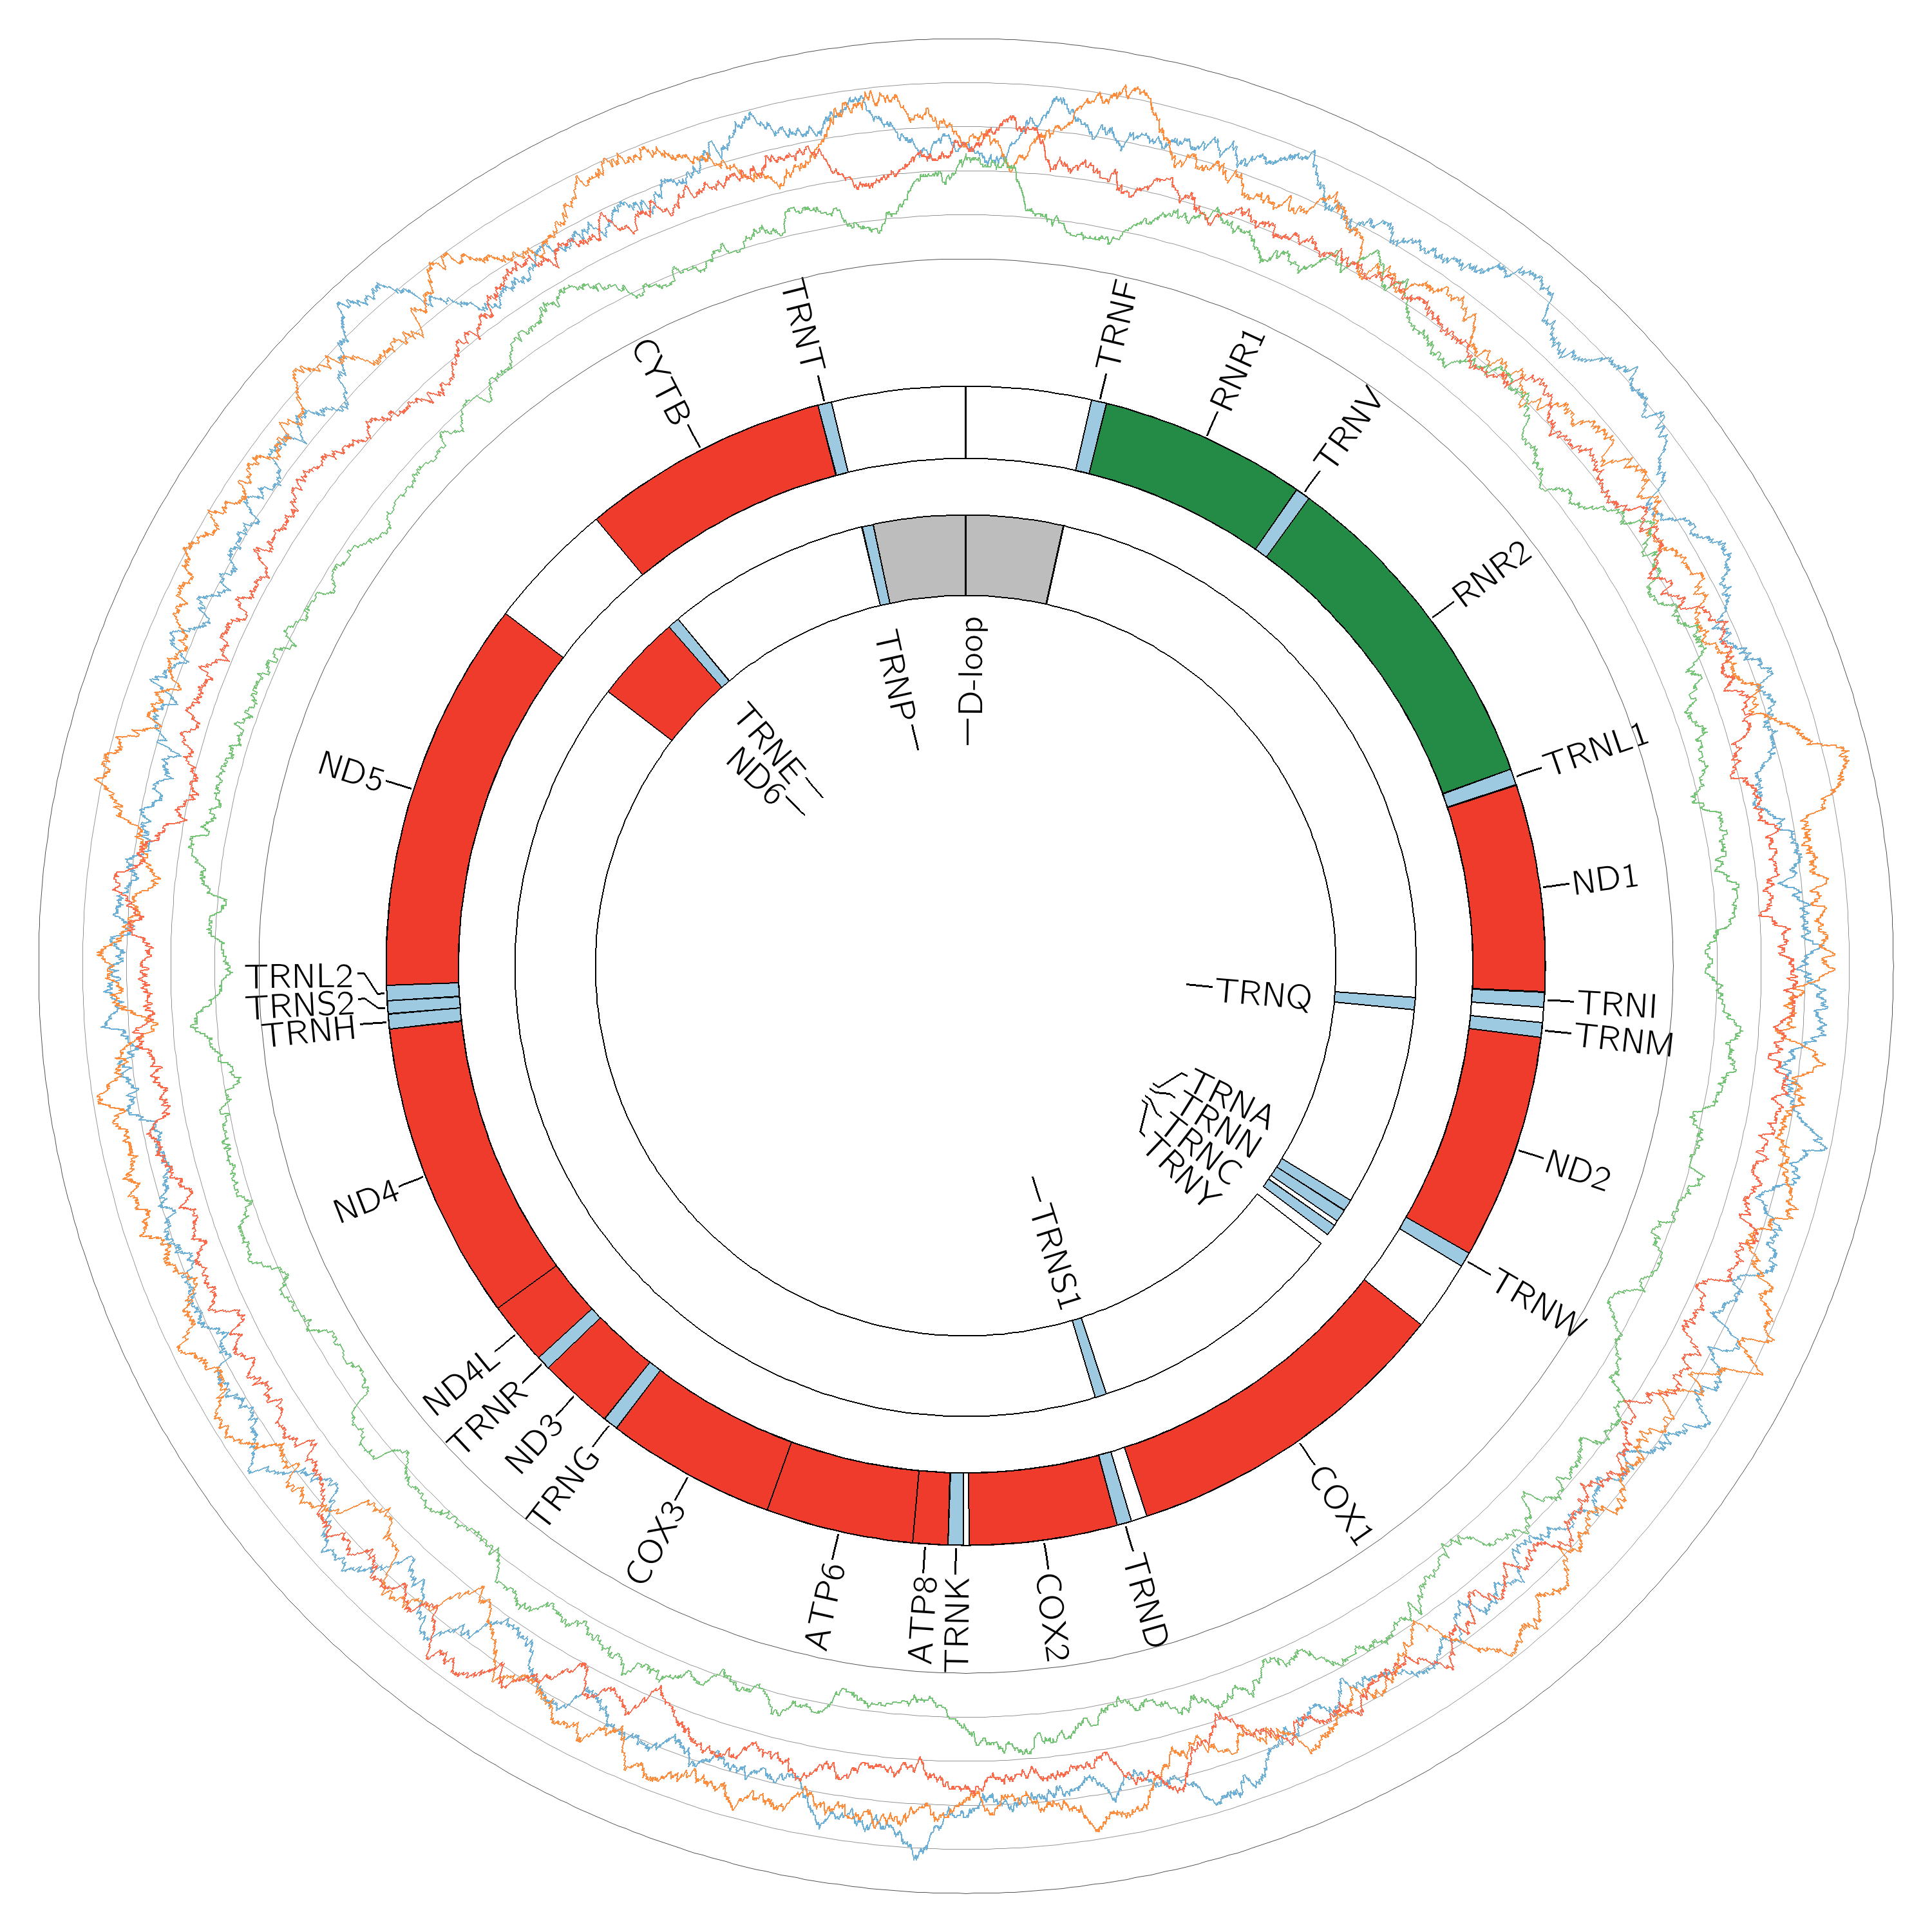 TRNF
RNR1
TRNV
RNR2
TRNL1
ND1
TRNI
TRNM
ND2
TRNW
COX1
TRND
COX2
TRNK
ATP8
ATP6
COX3
TRNG
ND3
TRNR
ND4L
ND4
TRNH
TRNS2
TRNL2
ND5
CYTB
TRNT
D-loop
TRNQ
TRNA
TRNN
TRNC
TRNY
TRNS1
ND6
TRNE
TRNP